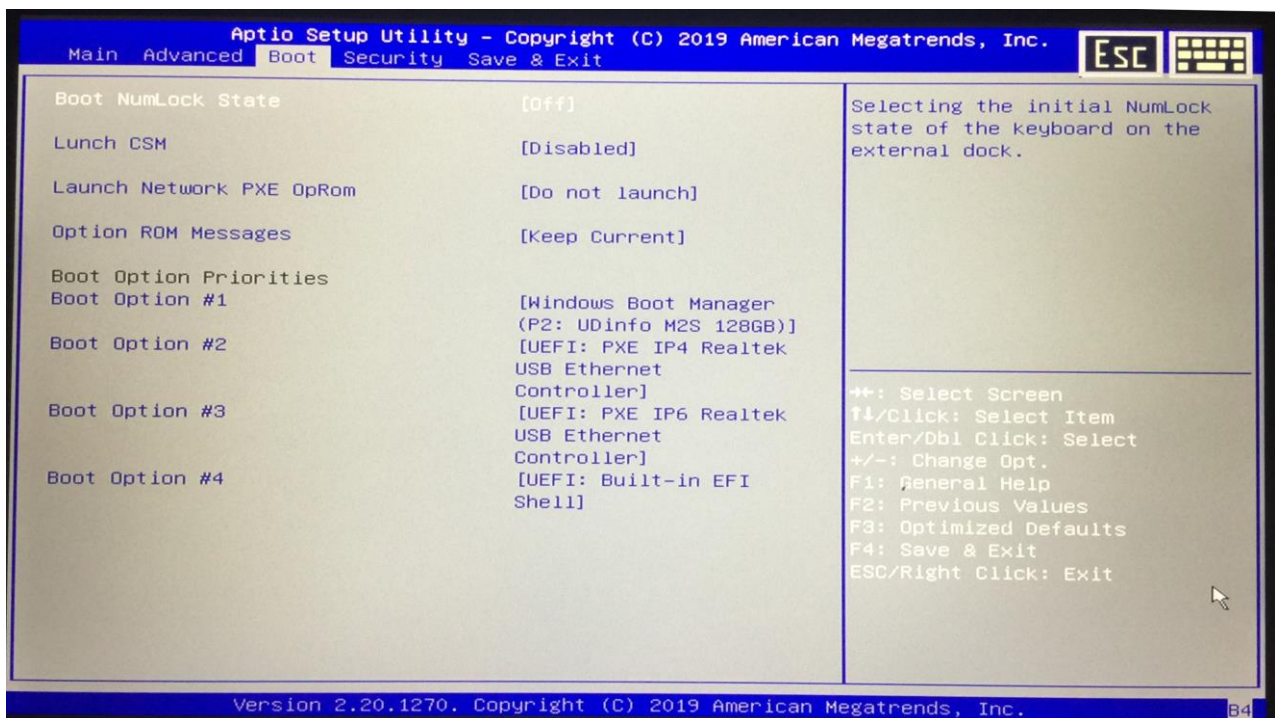 Aptio Setup Utility - Copyright (C) 2019 American Megatrends, Inc.
Main Advanced Boot Security Save & Exit
Esc
Boot NumLock State [Off]
Lunch CSM [Disabled]
Launch Network PXE OpRom [Do not launch]
Option ROM Messages [Keep Current]
Boot Option Priorities
Boot Option #1 [Windows Boot Manager
(P2: UDinfo M2S 128GB)]
Boot Option #2 [UEFI: PXE IP4 Realtek
USB Ethernet
Controller]
Boot Option #3 [UEFI: PXE IP6 Realtek
USB Ethernet
Controller]
Boot Option #4 [UEFI: Built-in EFI
Shell]
Selecting the initial NumLock
state of the keyboard on the
external dock.
→←: Select Screen
↑↓/Click: Select Item
Enter/Dbl Click: Select
+/-: Change Opt.
F1: General Help
F2: Previous Values
F3: Optimized Defaults
F4: Save & Exit
ESC/Right Click: Exit
Version 2.20.1270. Copyright (C) 2019 American Megatrends, Inc.
B4